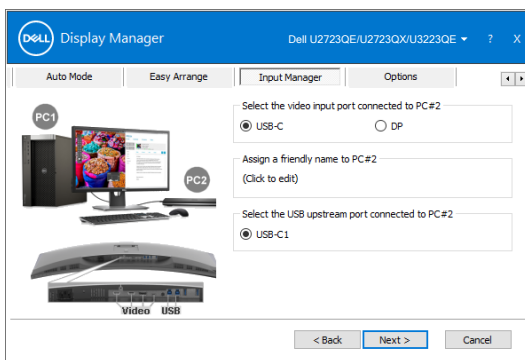 DELL Display Manager
Dell U2723QE/U2723QX/U3223QE ? X
Auto Mode Easy Arrange Input Manager Options
Select the video input port connected to PC#2
USB-C DP
Assign a friendly name to PC#2
(Click to edit)
Select the USB upstream port connected to PC#2
USB-C1
PC1
PC2
Video USB
< Back Next > Cancel